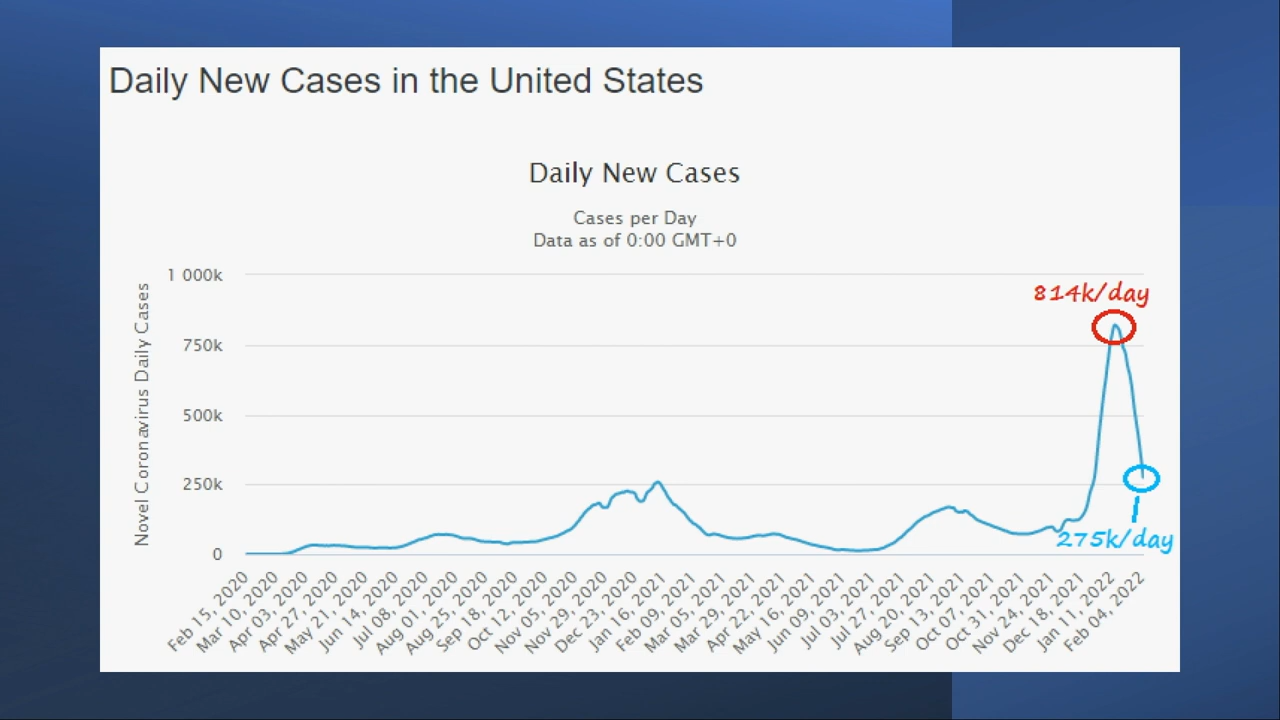 Daily New Cases in the United States
Daily New Cases
Cases per Day
Data as of 0:00 GMT+0
Novel Coronavirus Daily Cases
1 000k
750k
500k
250k
0
814k/day
275k/day
Feb 15, 2020
Mar 10, 2020
Apr 03, 2020
Apr 27, 2020
May 21, 2020
Jun 14, 2020
Jul 08, 2020
Aug 01, 2020
Aug 25, 2020
Sep 18, 2020
Oct 12, 2020
Nov 05, 2020
Nov 29, 2020
Dec 23, 2020
Jan 16, 2021
Feb 09, 2021
Mar 05, 2021
Mar 29, 2021
Apr 22, 2021
May 16, 2021
Jun 09, 2021
Jul 03, 2021
Jul 27, 2021
Aug 20, 2021
Sep 13, 2021
Oct 07, 2021
Oct 31, 2021
Nov 24, 2021
Dec 18, 2021
Jan 11, 2022
Feb 04, 2022